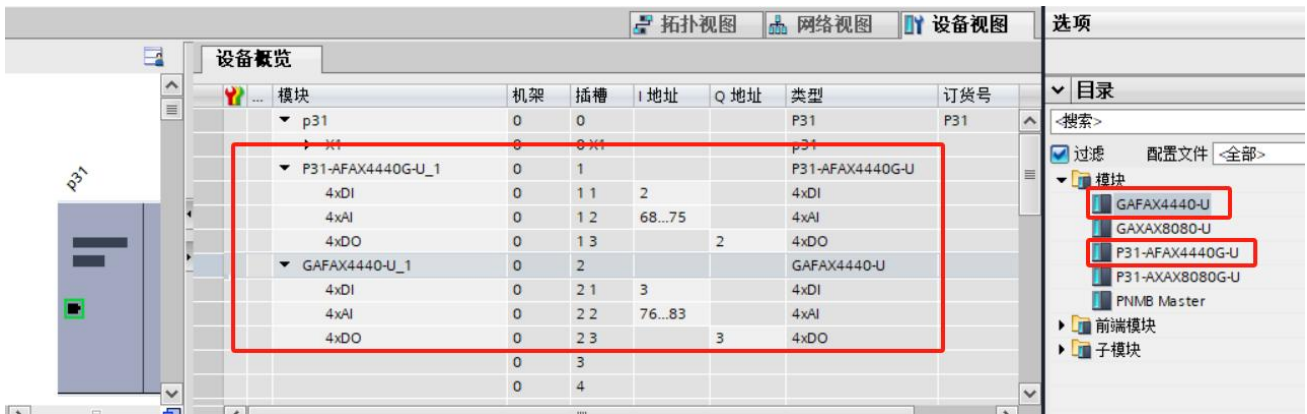 拓扑视图 网络视图 设备视图 选项
设备概览
... 模块 机架 插槽 I 地址 Q 地址 类型 订货号
目录
p31 0 0 P31 P31
<搜索>
X1 0 0 X1 p31
过滤 配置文件 <全部>
P31-AFAX4440G-U_1 0 1 P31-AFAX4440G-U
模块
4xDI 0 1 1 2 4xDI
GAFAX4440-U
4xAI 0 1 2 68...75 4xAI
GAXAX8080-U
4xDO 0 1 3 2 4xDO
P31-AFAX4440G-U
GAFAX4440-U_1 0 2 GAFAX4440-U
P31-AXAX8080G-U
4xDI 0 2 1 3 4xDI
PNMB Master
4xAI 0 2 2 76...83 4xAI
前端模块
4xDO 0 2 3 3 4xDO
子模块
0 3
0 4
p31